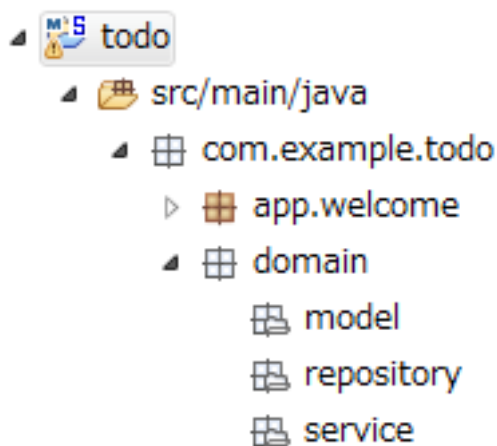 todo
src/main/java
com.example.todo
app.welcome
domain
model
repository
service